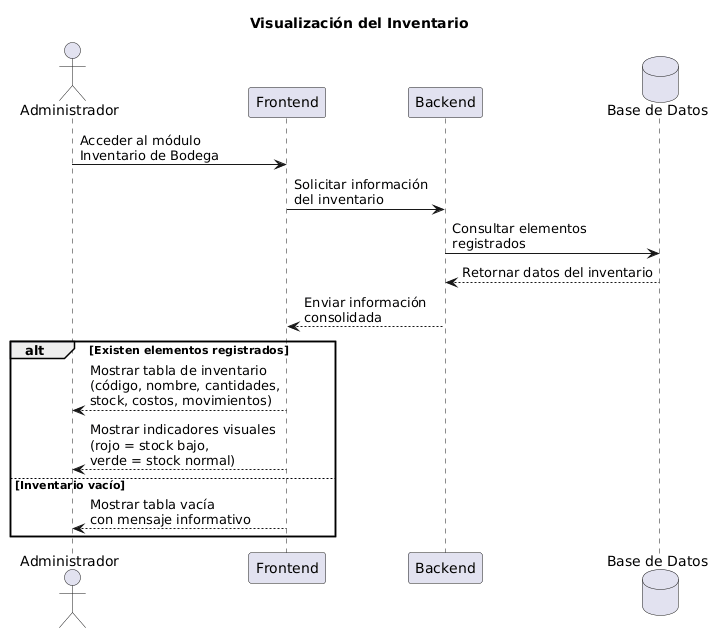 Visualización del Inventario
Administrador
Frontend
Backend
Base de Datos
Acceder al módulo
Inventario de Bodega
Solicitar información
del inventario
Consultar elementos
registrados
Retornar datos del inventario
Enviar información
consolidada
alt
[Existen elementos registrados]
Mostrar tabla de inventario
(código, nombre, cantidades,
stock, costos, movimientos)
Mostrar indicadores visuales
(rojo = stock bajo,
verde = stock normal)
[Inventario vacío]
Mostrar tabla vacía
con mensaje informativo
Administrador
Frontend
Backend
Base de Datos